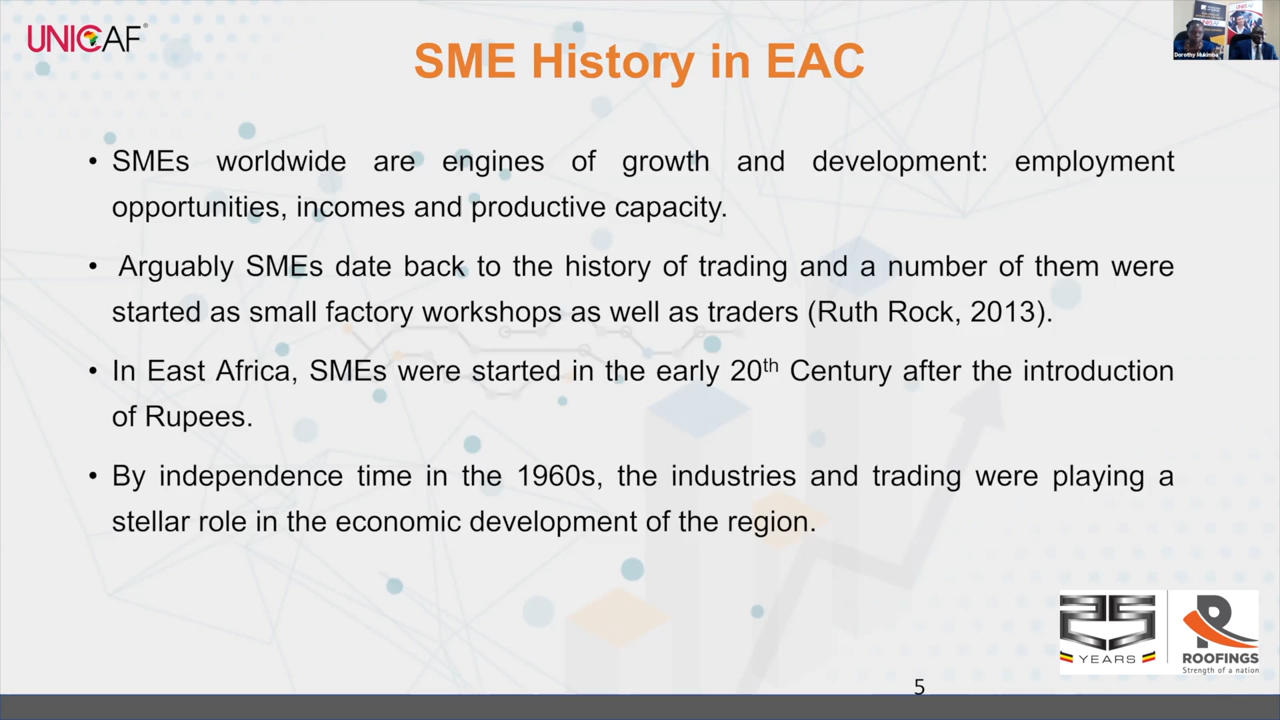 UNICAF®
SME History in EAC
Dorothy Mukimba
• SMEs worldwide are engines of growth and development: employment
opportunities, incomes and productive capacity.
• Arguably SMEs date back to the history of trading and a number of them were
started as small factory workshops as well as traders (Ruth Rock, 2013).
• In East Africa, SMEs were started in the early 20th Century after the introduction
of Rupees.
• By independence time in the 1960s, the industries and trading were playing a
stellar role in the economic development of the region.
25
YEARS
ROOFINGS
Strength of a nation
5